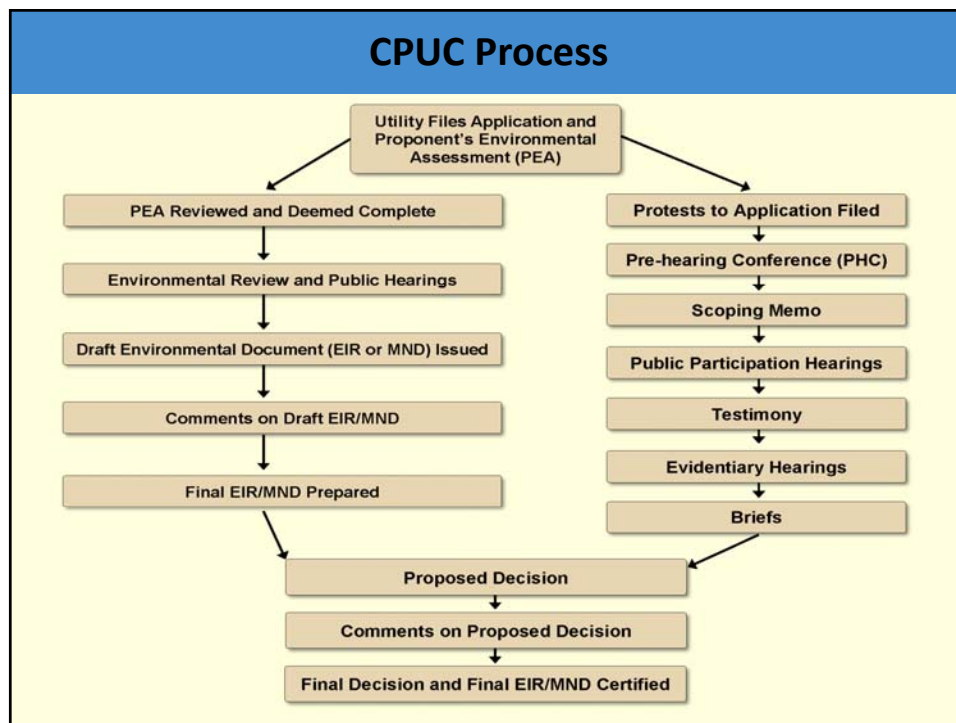 CPUC Process
Utility Files Application and
Proponent's Environmental
Assessment (PEA)
PEA Reviewed and Deemed Complete
Environmental Review and Public Hearings
Draft Environmental Document (EIR or MND) Issued
Comments on Draft EIR/MND
Final EIR/MND Prepared
Protests to Application Filed
Pre-hearing Conference (PHC)
Scoping Memo
Public Participation Hearings
Testimony
Evidentiary Hearings
Briefs
Proposed Decision
Comments on Proposed Decision
Final Decision and Final EIR/MND Certified